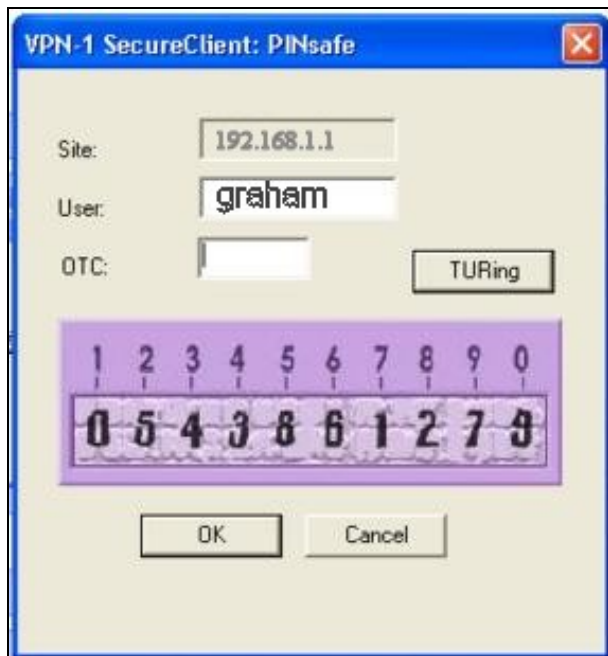 VPN-1 SecureClient: PINsafe
Site: 192.168.1.1
User: graham
OTC:
TURing
1 2 3 4 5 6 7 8 9 0
0 5 4 3 8 6 1 2 7 9
OK Cancel